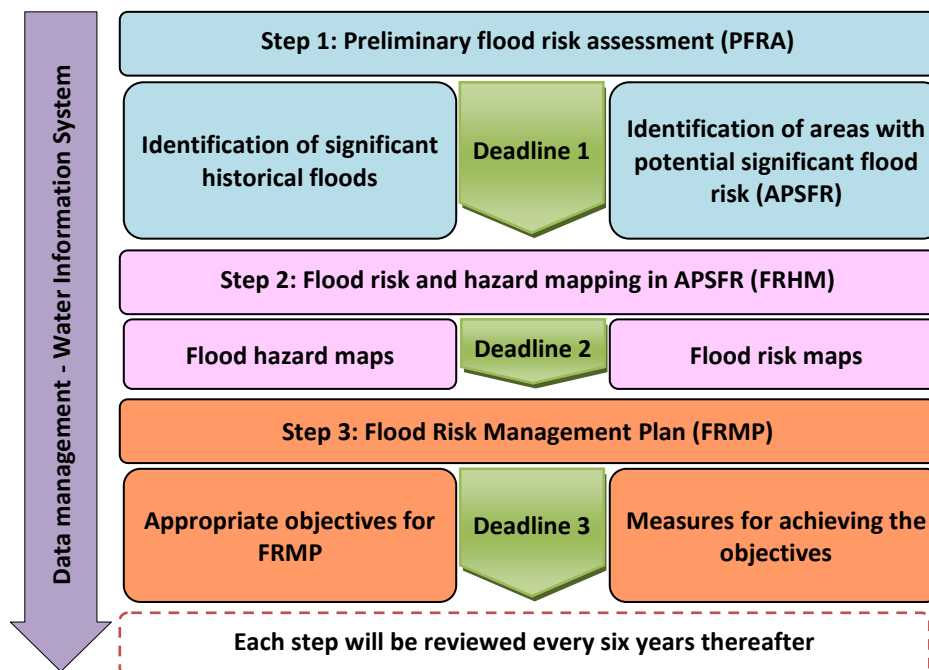 Data management - Water Information System
Step 1: Preliminary flood risk assessment (PFRA)
Identification of significant
historical floods
Deadline 1
Identification of areas with
potential significant flood
risk (APSFR)
Step 2: Flood risk and hazard mapping in APSFR (FRHM)
Flood hazard maps
Deadline 2
Flood risk maps
Step 3: Flood Risk Management Plan (FRMP)
Appropriate objectives for
FRMP
Deadline 3
Measures for achieving the
objectives
Each step will be reviewed every six years thereafter